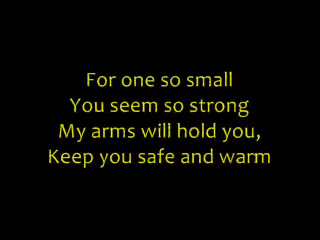 For one so small
You seem so strong
My arms will hold you,
Keep you safe and warm